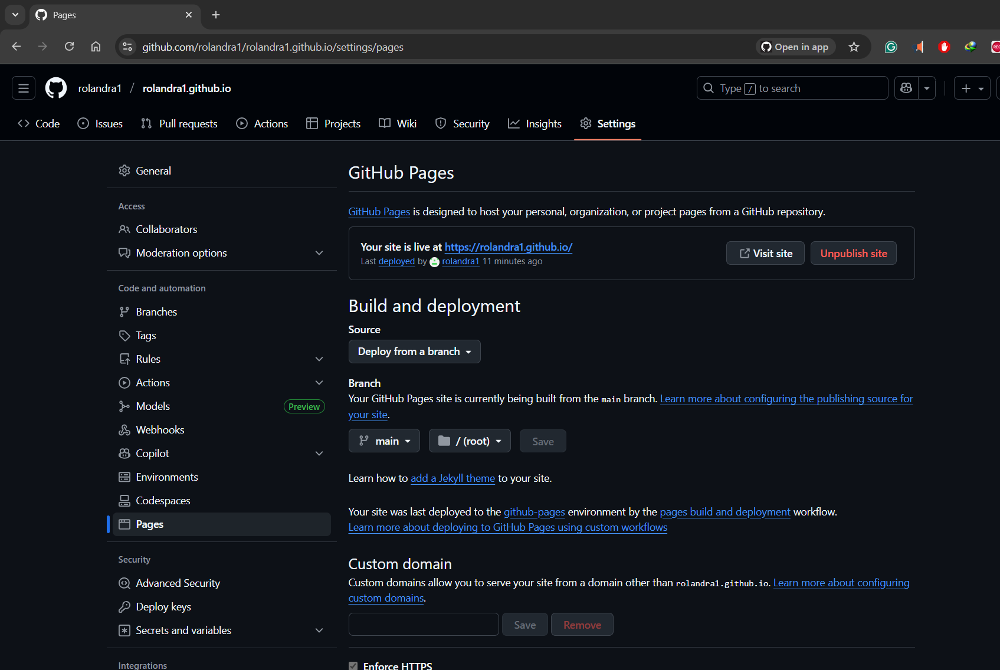 Pages
github.com/rolandra1/rolandra1.github.io/settings/pages
Open in app
REC
rolandra1 / rolandra1.github.io
Type / to search
Code
Issues
Pull requests
Actions
Projects
Wiki
Security
Insights
Settings
General
Access
Collaborators
Moderation options
Code and automation
Branches
Tags
Rules
Actions
Models
Preview
Webhooks
Copilot
Environments
Codespaces
Pages
Security
Advanced Security
Deploy keys
Secrets and variables
Integrations
GitHub Pages
GitHub Pages is designed to host your personal, organization, or project pages from a GitHub repository.
Your site is live at https://rolandra1.github.io/
Last deployed by rolandra1 11 minutes ago
Visit site
Unpublish site
Build and deployment
Source
Deploy from a branch
Branch
Your GitHub Pages site is currently being built from the main branch. Learn more about configuring the publishing source for
your site.
main
/ (root)
Save
Learn how to add a Jekyll theme to your site.
Your site was last deployed to the github-pages environment by the pages build and deployment workflow.
Learn more about deploying to GitHub Pages using custom workflows
Custom domain
Custom domains allow you to serve your site from a domain other than rolandra1.github.io. Learn more about configuring
custom domains.
Save
Remove
Enforce HTTPS